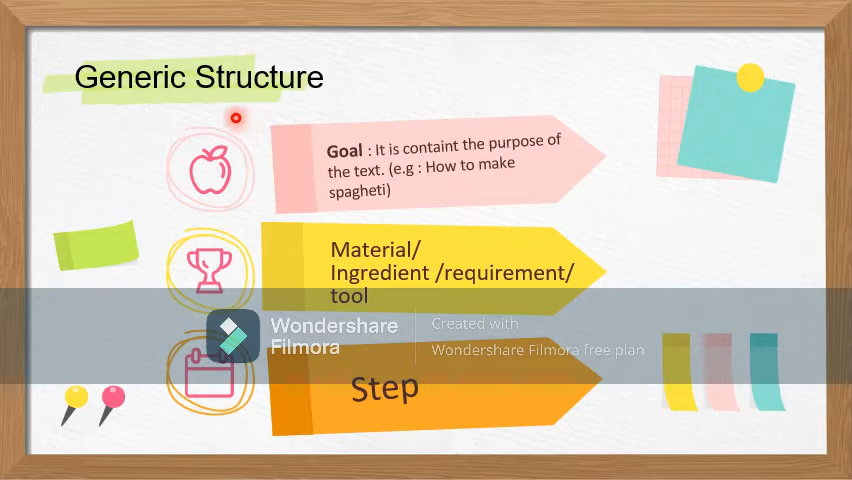 Generic Structure
Goal : It is containt the purpose of
the text. (e.g : How to make
spagheti)
Material/
Ingredient /requirement/
tool
Wondershare
Filmora
Created with
Wondershare Filmora free plan
Step